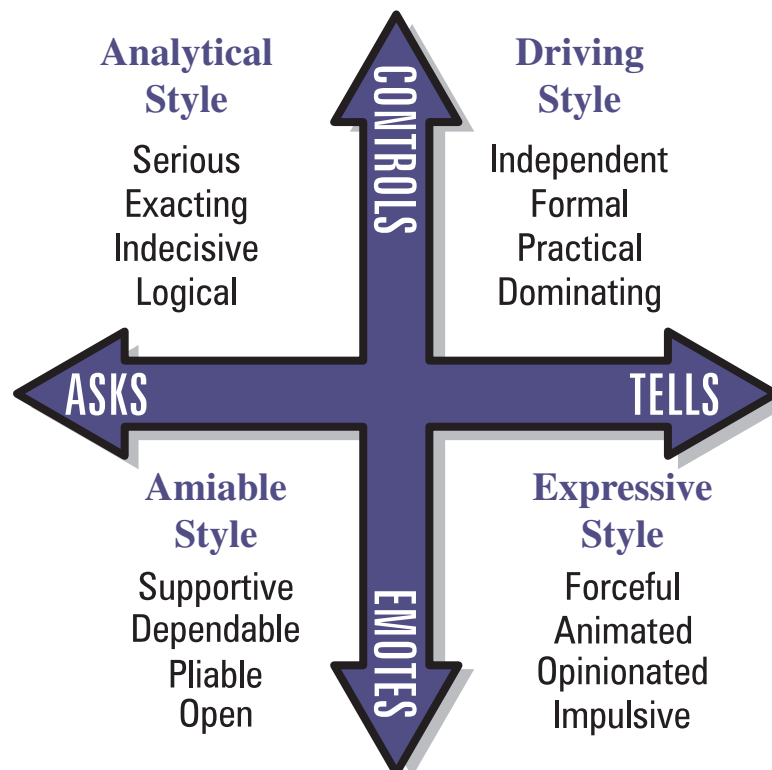 Analytical
Style
Serious
Exacting
Indecisive
Logical
CONTROLS
Driving
Style
Independent
Formal
Practical
Dominating
ASKS
TELLS
Amiable
Style
Supportive
Dependable
Pliable
Open
EMOTES
Expressive
Style
Forceful
Animated
Opinionated
Impulsive